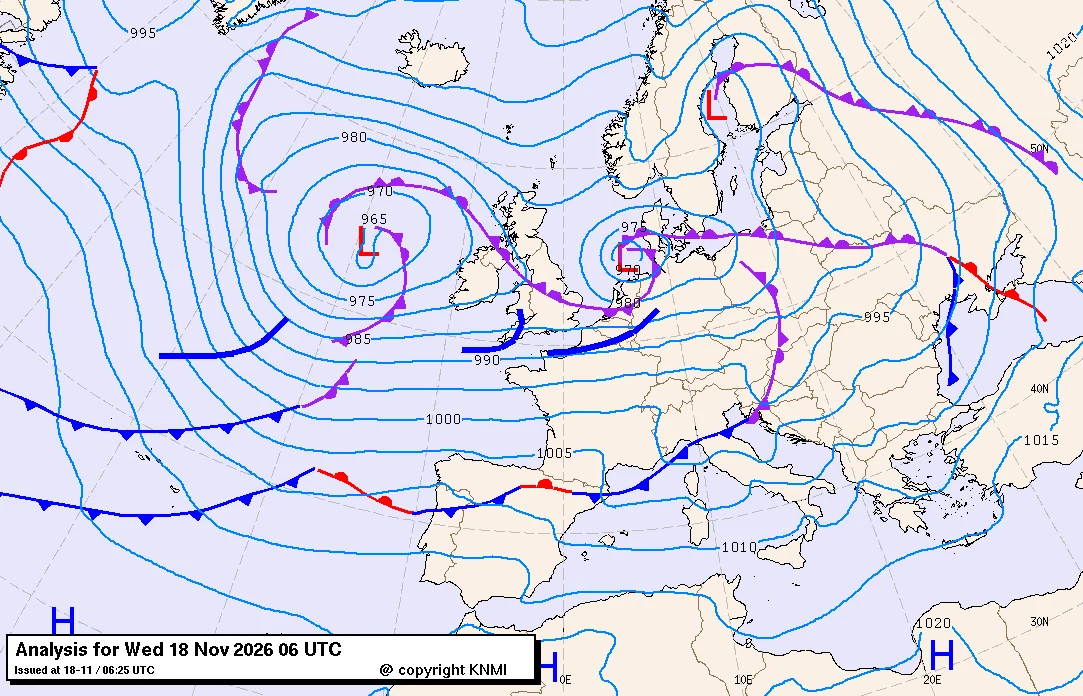 995
1020
50N
980
970
965
L
L
975
L
970
975
980
985
995
990
40N
1000
1015
1005
1010
H
1020
30N
H
H
0E
10E
20E
Analysis for Wed 18 Nov 2026 06 UTC
Issued at 18-11 / 06:25 UTC
@ copyright KNMI